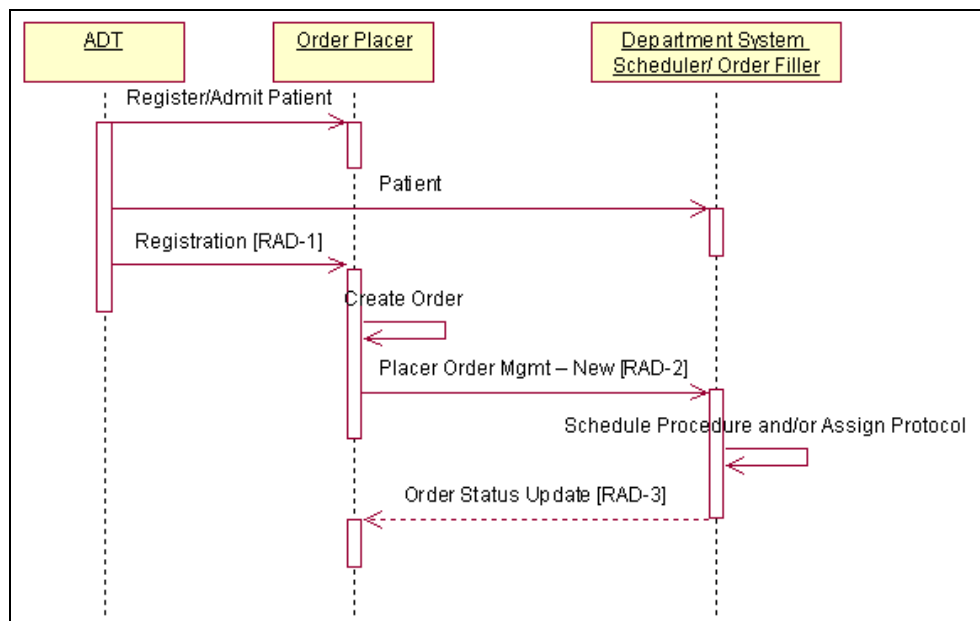 ADT
Order Placer
Department System
Scheduler/ Order Filler
Register/Admit Patient
Patient
Registration [RAD-1]
Create Order
Placer Order Mgmt – New [RAD-2]
Schedule Procedure and/or Assign Protocol
Order Status Update [RAD-3]